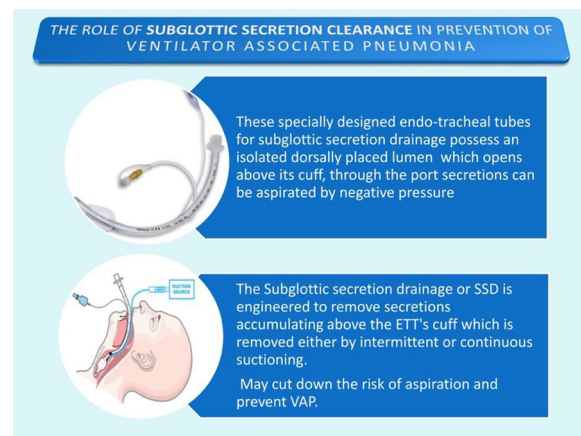 THE ROLE OF SUBGLOTTIC SECRETION CLEARANCE IN PREVENTION OF
VENTILATOR ASSOCIATED PNEUMONIA
These specially designed endo-tracheal tubes
for subglottic secretion drainage possess an
isolated dorsally placed lumen which opens
above its cuff, through the port secretions can
be aspirated by negative pressure
SUCTION
SOURCE
The Subglottic secretion drainage or SSD is
engineered to remove secretions
accumulating above the ETT's cuff which is
removed either by intermittent or continuous
suctioning.
May cut down the risk of aspiration and
prevent VAP.